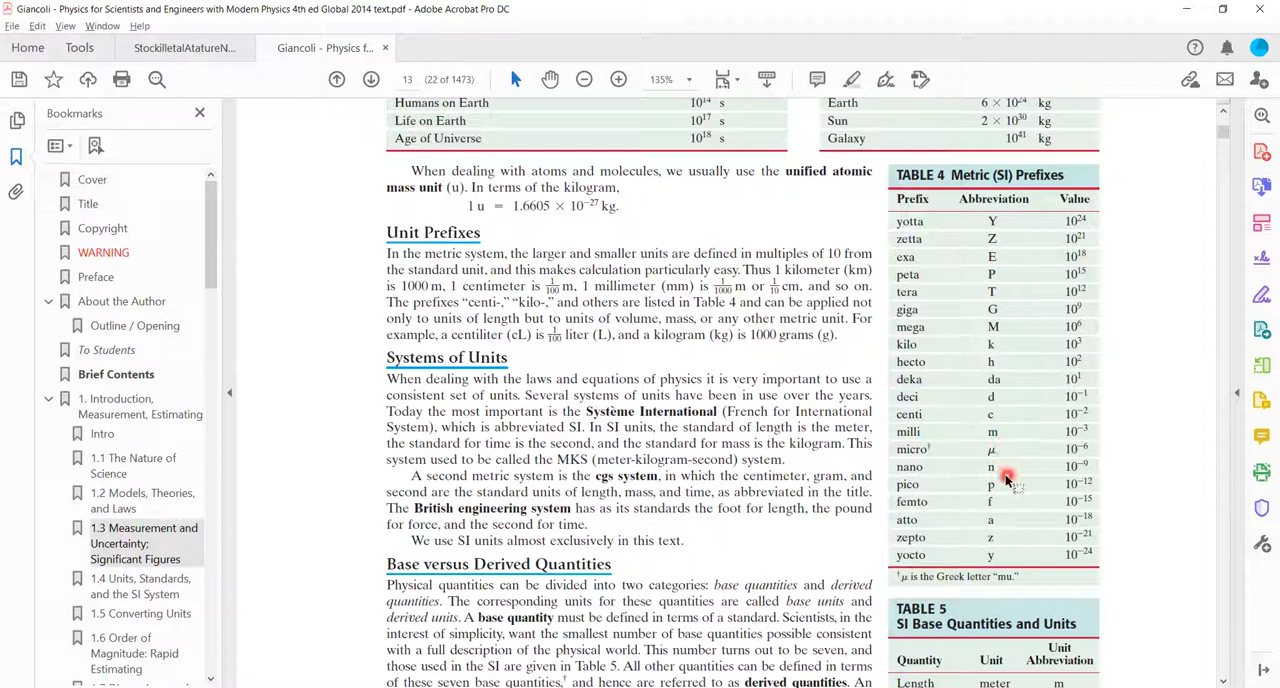 Giancoli - Physics for Scientists and Engineers with Modern Physics 4th ed Global 2014 text.pdf - Adobe Acrobat Pro DC
File Edit View Window Help
Home Tools StockilletalAtatureN... Giancoli - Physics f... ×
13 (22 of 1473) 135%
Bookmarks
Cover
Title
Copyright
WARNING
Preface
About the Author
Outline / Opening
To Students
Brief Contents
1. Introduction,
Measurement, Estimating
Intro
1.1 The Nature of
Science
1.2 Models, Theories,
and Laws
1.3 Measurement and
Uncertainty;
Significant Figures
1.4 Units, Standards,
and the SI System
1.5 Converting Units
1.6 Order of
Magnitude: Rapid
Estimating
Humans on Earth 10¹⁴ s
Life on Earth 10¹⁷ s
Age of Universe 10¹⁸ s
Earth 6 × 10²⁴ kg
Sun 2 × 10³⁰ kg
Galaxy 10⁴¹ kg
When dealing with atoms and molecules, we usually use the unified atomic
mass unit (u). In terms of the kilogram,
1 u = 1.6605 × 10⁻²⁷ kg.
Unit Prefixes
In the metric system, the larger and smaller units are defined in multiples of 10 from
the standard unit, and this makes calculation particularly easy. Thus 1 kilometer (km)
is 1000 m, 1 centimeter is 1/100 m, 1 millimeter (mm) is 1/1000 m or 1/10 cm, and so on.
The prefixes “centi-,” “kilo-,” and others are listed in Table 4 and can be applied not
only to units of length but to units of volume, mass, or any other metric unit. For
example, a centiliter (cL) is 1/100 liter (L), and a kilogram (kg) is 1000 grams (g).
Systems of Units
When dealing with the laws and equations of physics it is very important to use a
consistent set of units. Several systems of units have been in use over the years.
Today the most important is the Système International (French for International
System), which is abbreviated SI. In SI units, the standard of length is the meter,
the standard for time is the second, and the standard for mass is the kilogram. This
system used to be called the MKS (meter-kilogram-second) system.
A second metric system is the cgs system, in which the centimeter, gram, and
second are the standard units of length, mass, and time, as abbreviated in the title.
The British engineering system has as its standards the foot for length, the pound
for force, and the second for time.
We use SI units almost exclusively in this text.
Base versus Derived Quantities
Physical quantities can be divided into two categories: base quantities and derived
quantities. The corresponding units for these quantities are called base units and
derived units. A base quantity must be defined in terms of a standard. Scientists, in the
interest of simplicity, want the smallest number of base quantities possible consistent
with a full description of the physical world. This number turns out to be seven, and
those used in the SI are given in Table 5. All other quantities can be defined in terms
of these seven base quantities,† and hence are referred to as derived quantities. An
TABLE 4 Metric (SI) Prefixes
Prefix Abbreviation Value
yotta Y 10²⁴
zetta Z 10²¹
exa E 10¹⁸
peta P 10¹⁵
tera T 10¹²
giga G 10⁹
mega M 10⁶
kilo k 10³
hecto h 10²
deka da 10¹
deci d 10⁻¹
centi c 10⁻²
milli m 10⁻³
micro† μ 10⁻⁶
nano n 10⁻⁹
pico p 10⁻¹²
femto f 10⁻¹⁵
atto a 10⁻¹⁸
zepto z 10⁻²¹
yocto y 10⁻²⁴
†μ is the Greek letter “mu.”
TABLE 5
SI Base Quantities and Units
Unit
Quantity Unit Abbreviation
Length meter m